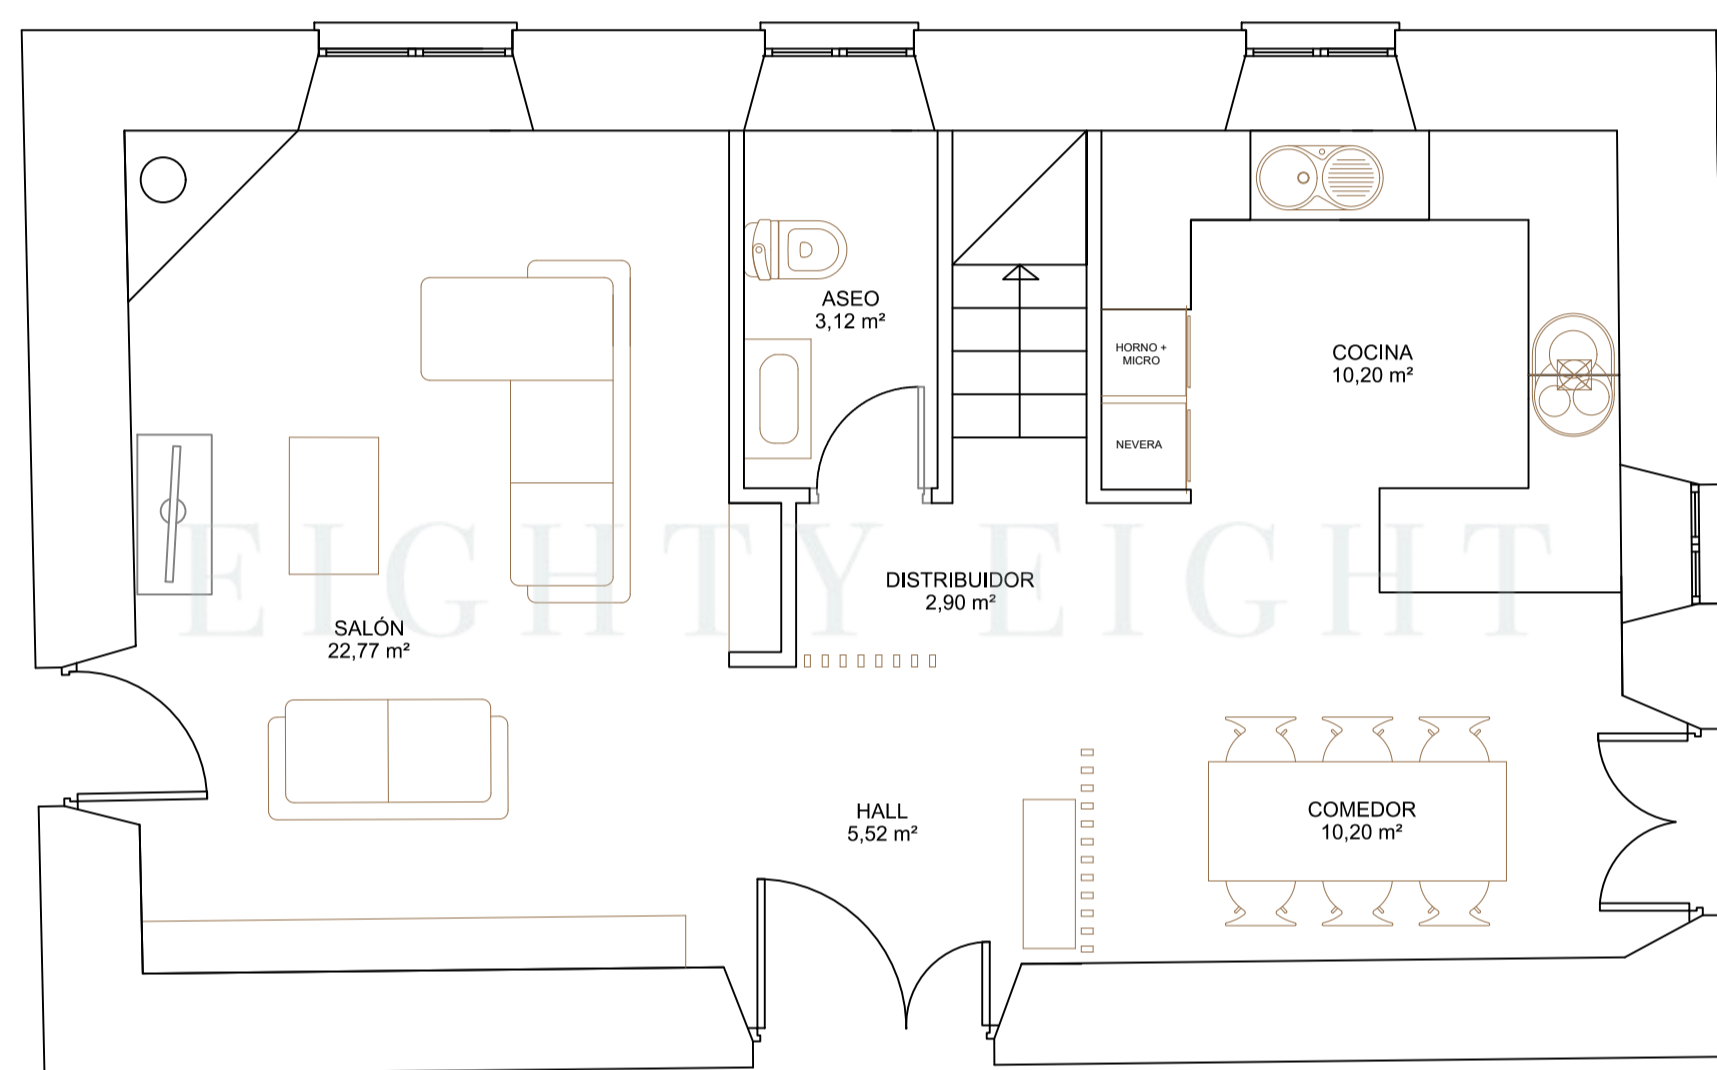 ASEO
3,12 m²
HORNO +
MICRO
NEVERA
COCINA
10,20 m²
EIGHTY EIGHT
DISTRIBUIDOR
2,90 m²
SALÓN
22,77 m²
HALL
5,52 m²
COMEDOR
10,20 m²